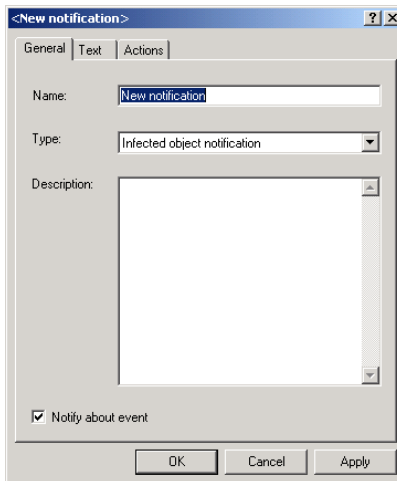 <New notification>
General Text Actions
Name: New notification
Type: Infected object notification
Description:
Notify about event
OK Cancel Apply